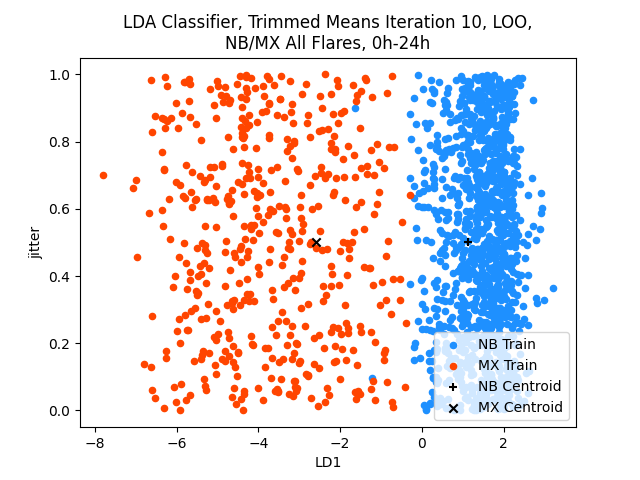 LDA Classifier, Trimmed Means Iteration 10, LOO,
NB/MX All Flares, 0h-24h
1.0
0.8
0.6
0.4
0.2
0.0
jitter
NB Train
MX Train
NB Centroid
MX Centroid
−8
−6
−4
−2
0
2
LD1